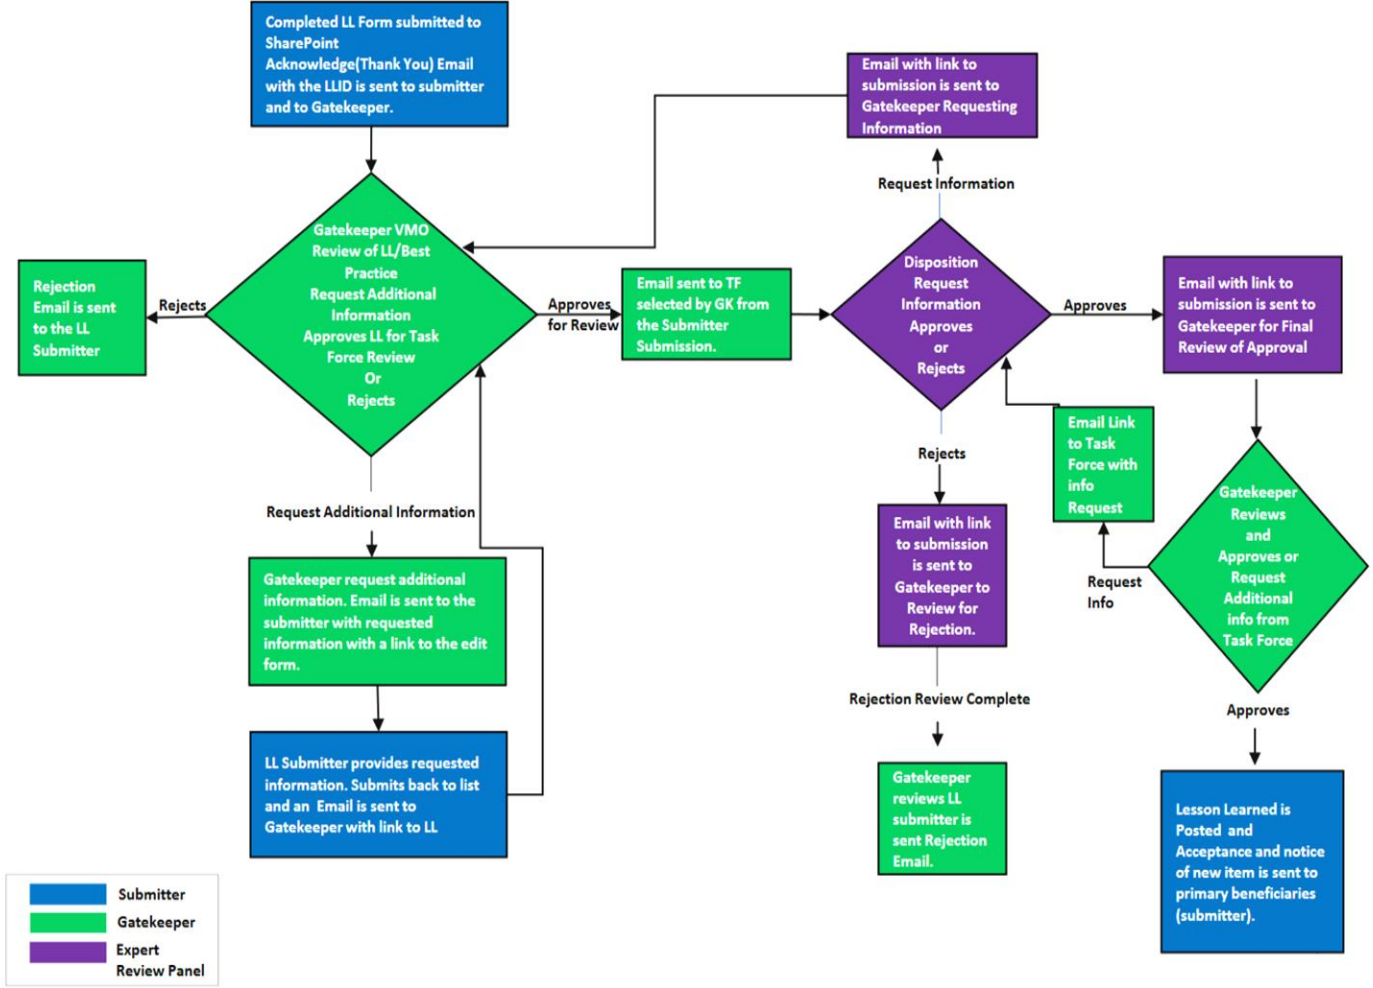 Completed LL Form submitted to
SharePoint
Acknowledge(Thank You) Email
with the LLID is sent to submitter
and to Gatekeeper.
Email with link to
submission is sent to
Gatekeeper Requesting
Information
Request Information
Gatekeeper VMO
Review of LL/Best
Practice
Request Additional
Information
Approves LL for Task
Force Review
Or
Rejects
Rejection
Email is sent
to the LL
Submitter
Rejects
Approves
for Review
Email sent to TF
selected by GK from
the Submitter
Submission.
Disposition
Request
Information
Approves
or
Rejects
Approves
Email with link to
submission is sent to
Gatekeeper for Final
Review of Approval
Email Link
to Task
Force with
info
Request
Rejects
Request Additional Information
Gatekeeper
Reviews
and
Approves or
Request
Additional
info from
Task Force
Request
Info
Email with link
to submission
is sent to
Gatekeeper to
Review for
Rejection.
Gatekeeper request additional
information. Email is sent to the
submitter with requested
information with a link to the edit
form.
Rejection Review Complete
Approves
LL Submitter provides requested
information. Submits back to list
and an Email is sent to
Gatekeeper with link to LL
Gatekeeper
reviews LL
submitter is
sent Rejection
Email.
Lesson Learned is
Posted and
Acceptance and notice
of new item is sent to
primary beneficiaries
(submitter).
Submitter
Gatekeeper
Expert
Review Panel